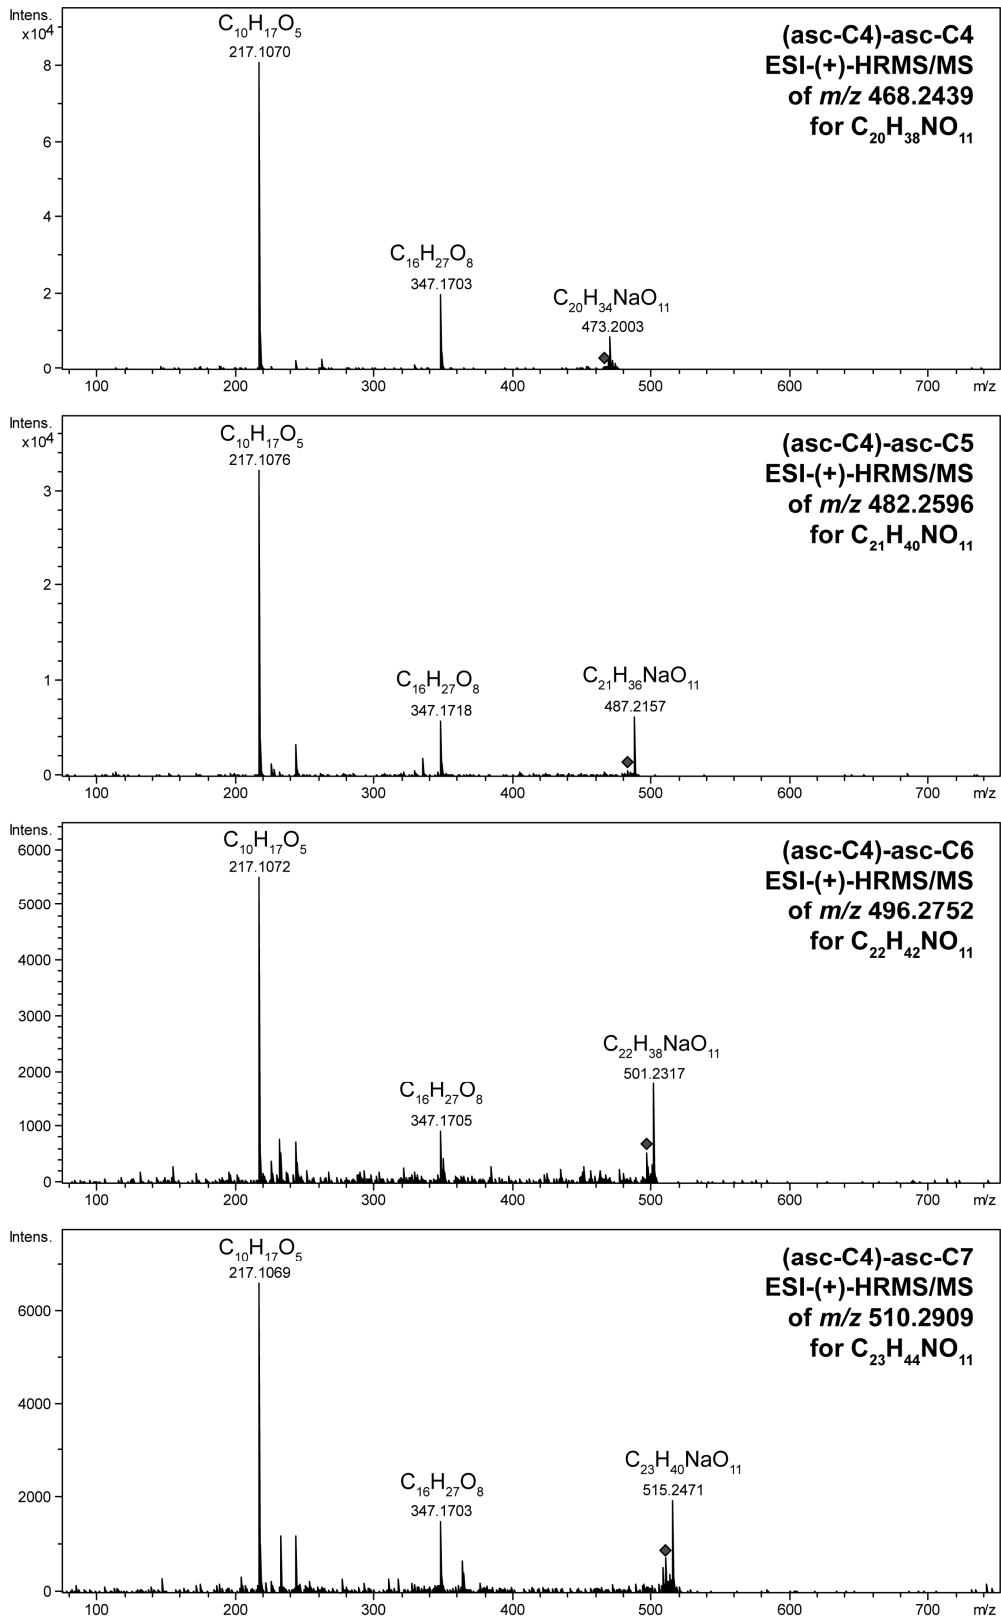 Intens.
x10⁴
C₁₀H₁₇O₅
217.1070
(asc-C4)-asc-C4
ESI-(+)-HRMS/MS
of m/z 468.2439
for C₂₀H₃₈NO₁₁
8
6
4
C₁₆H₂₇O₈
347.1703
C₂₀H₃₄NaO₁₁
473.2003
2
0
100 200 300 400 500 600 700 m/z
Intens.
x10⁴
C₁₀H₁₇O₅
217.1076
(asc-C4)-asc-C5
ESI-(+)-HRMS/MS
of m/z 482.2596
for C₂₁H₄₀NO₁₁
3
2
C₁₆H₂₇O₈
347.1718
C₂₁H₃₆NaO₁₁
487.2157
1
0
100 200 300 400 500 600 700 m/z
Intens.
C₁₀H₁₇O₅
217.1072
(asc-C4)-asc-C6
ESI-(+)-HRMS/MS
of m/z 496.2752
for C₂₂H₄₂NO₁₁
6000
5000
4000
3000
C₂₂H₃₈NaO₁₁
501.2317
2000
C₁₆H₂₇O₈
347.1705
1000
0
100 200 300 400 500 600 700 m/z
Intens.
C₁₀H₁₇O₅
217.1069
(asc-C4)-asc-C7
ESI-(+)-HRMS/MS
of m/z 510.2909
for C₂₃H₄₄NO₁₁
6000
4000
C₂₃H₄₀NaO₁₁
515.2471
C₁₆H₂₇O₈
347.1703
2000
0
100 200 300 400 500 600 700 m/z